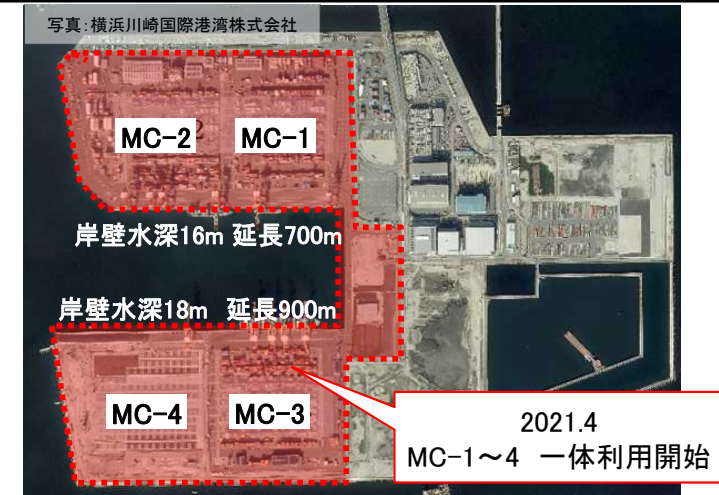 写真:横浜川崎国際港湾株式会社
MC-2
MC-1
岸壁水深16m 延長700m
岸壁水深18m 延長900m
MC-4
MC-3
2021.4
MC-1～4 一体利用開始